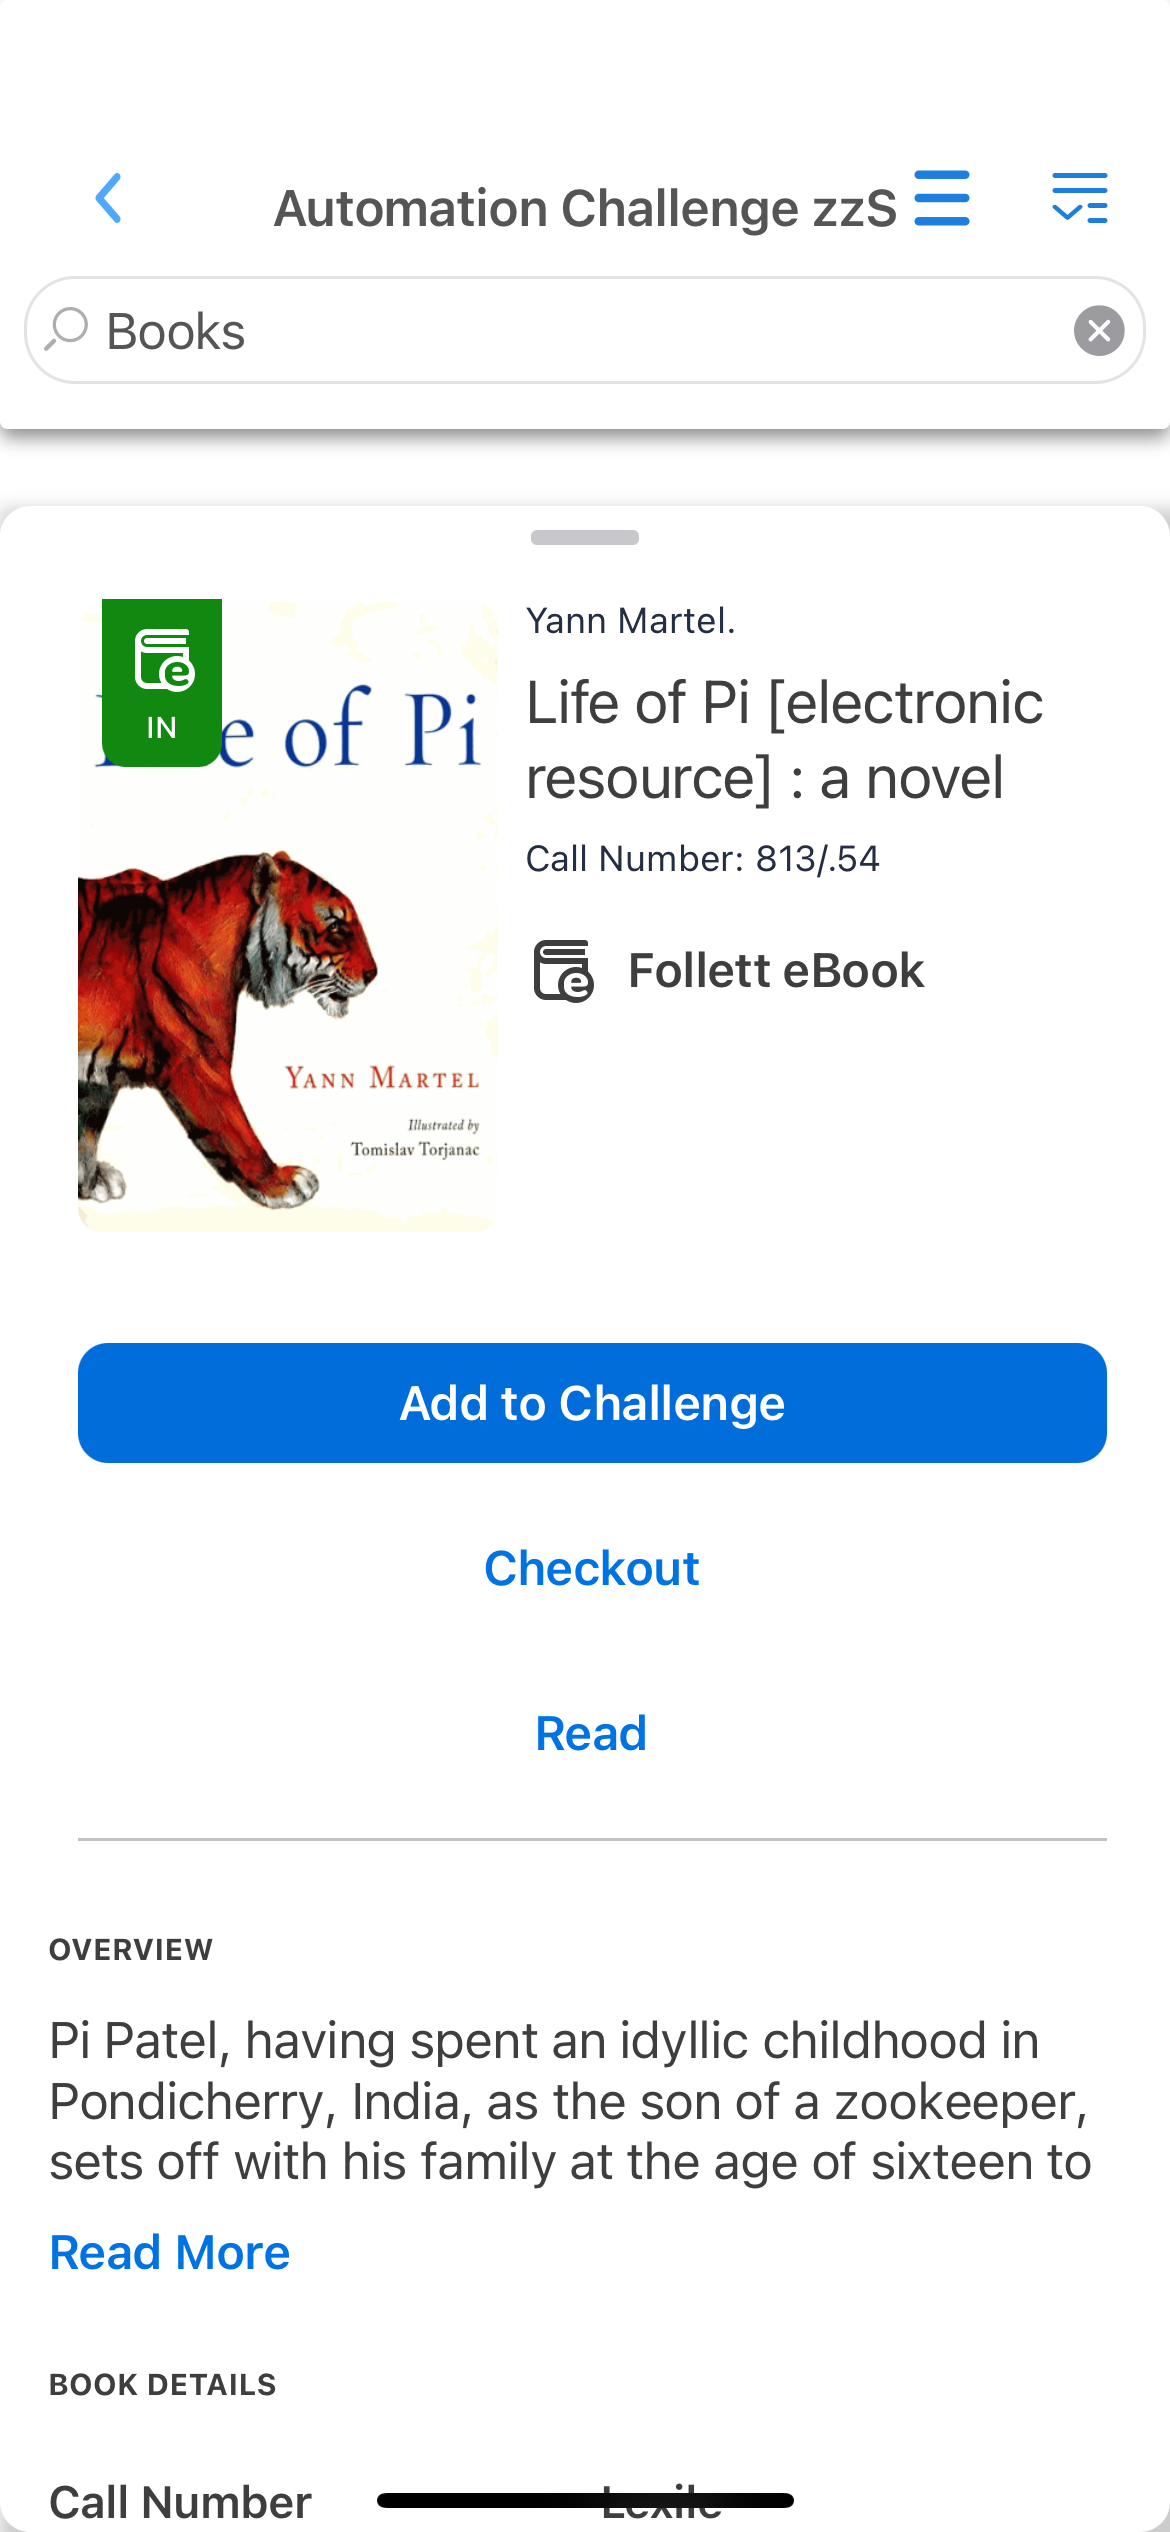 Automation Challenge zzS
Books
IN
e of Pi
YANN MARTEL
Illustrated by
Tomislav Torjanac
Yann Martel.
Life of Pi [electronic
resource] : a novel
Call Number: 813/.54
Follett eBook
Add to Challenge
Checkout
Read
OVERVIEW
Pi Patel, having spent an idyllic childhood in
Pondicherry, India, as the son of a zookeeper,
sets off with his family at the age of sixteen to
Read More
BOOK DETAILS
Call Number Lexile